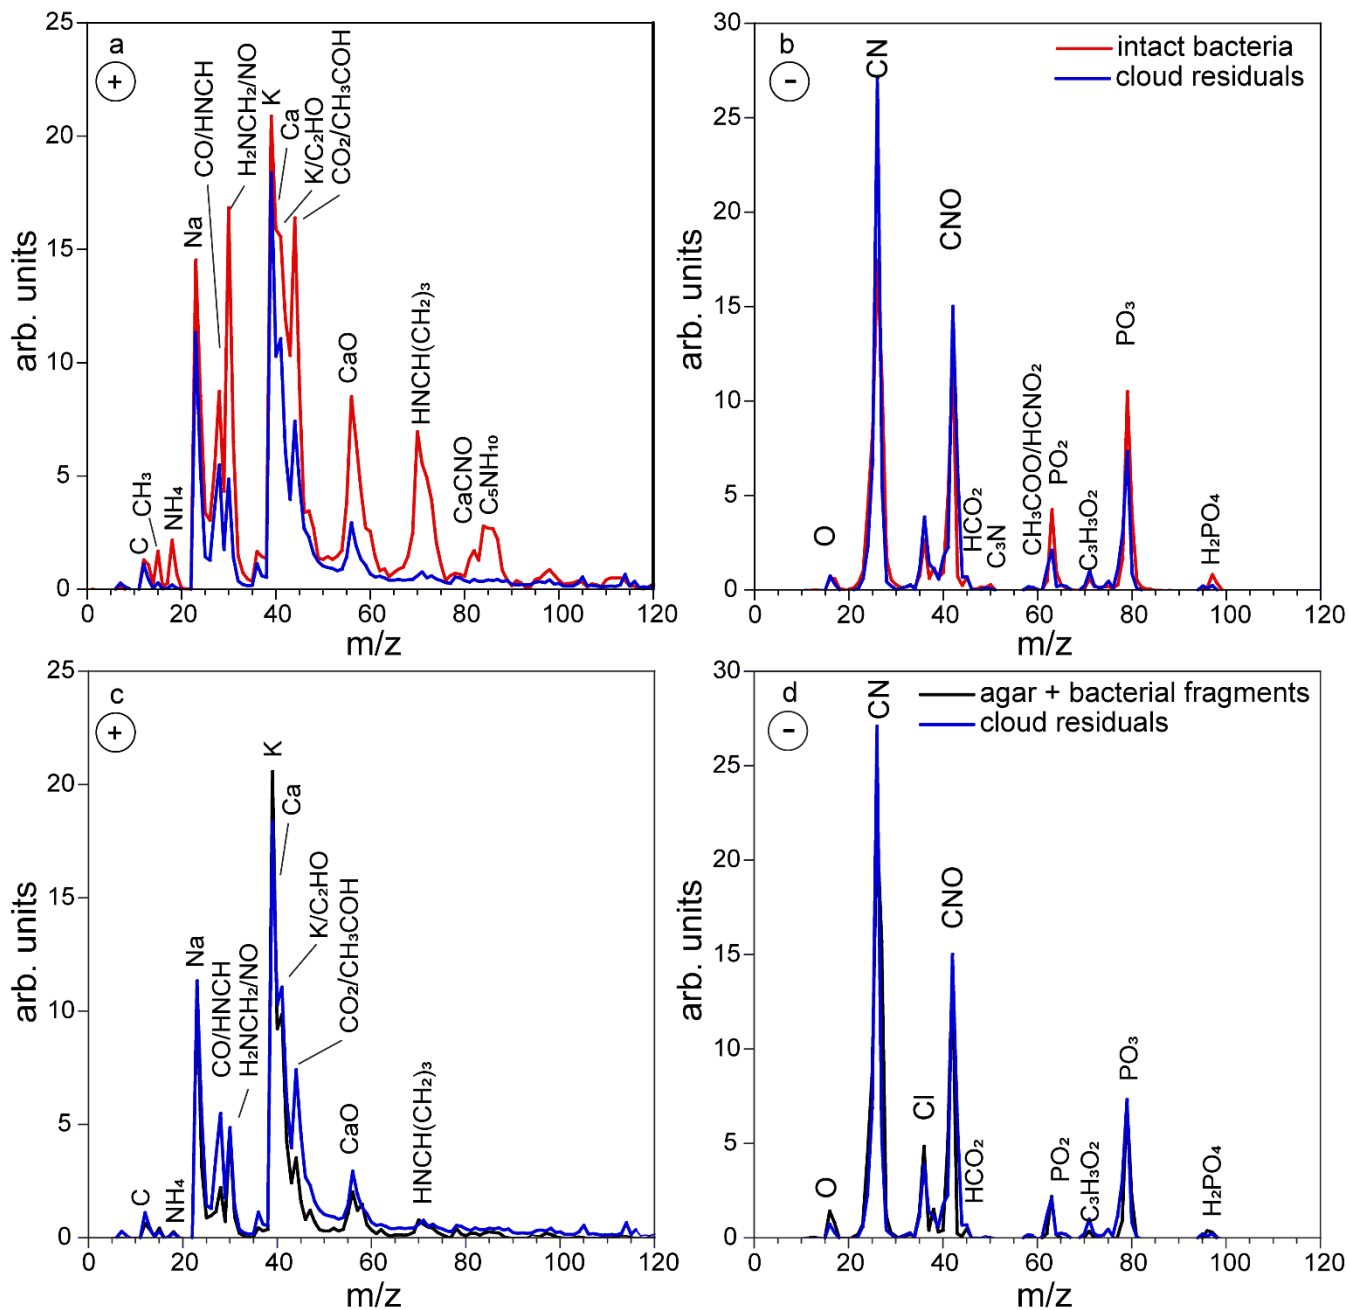 a
+
arb. units
25
20
15
10
5
0
C
CH₃
NH₄
Na
CO/HNCH
H₂NCH₂/NO
K
Ca
K/C₂HO
CO₂/CH₃COH
CaO
HNCH(CH₂)₃
CaCNO
C₅NH₁₀
0 20 40 60 80 100 120
m/z
b
-
intact bacteria
cloud residuals
arb. units
30
25
20
15
10
5
0
O
CN
CNO
HCO₂
C₃N
CH₃COO/HCNO₂
PO₂
C₃H₃O₂
PO₃
H₂PO₄
0 20 40 60 80 100 120
m/z
c
+
arb. units
25
20
15
10
5
0
C
NH₄
Na
CO/HNCH
H₂NCH₂/NO
K
Ca
K/C₂HO
CO₂/CH₃COH
CaO
HNCH(CH₂)₃
0 20 40 60 80 100 120
m/z
d
-
agar + bacterial fragments
cloud residuals
arb. units
30
25
20
15
10
5
0
O
CN
Cl
CNO
HCO₂
PO₂
C₃H₃O₂
PO₃
H₂PO₄
0 20 40 60 80 100 120
m/z